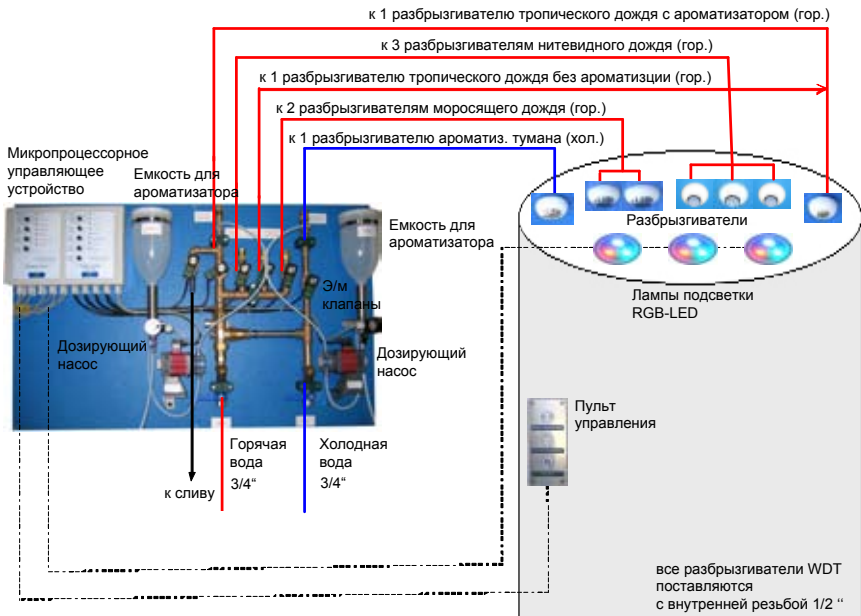 к 1 разбрызгивателю тропического дождя с ароматизатором (гор.)
к 3 разбрызгивателям нитевидного дождя (гор.)
к 1 разбрызгивателю тропического дождя без ароматизции (гор.)
к 2 разбрызгивателям моросящего дождя (гор.)
к 1 разбрызгивателю ароматиз. тумана (хол.)
Микропроцессорное
управляющее
устройство
Емкость для
ароматизатора
Емкость для
ароматизатора
Разбрызгиватели
Э/м
клапаны
Лампы подсветки
RGB-LED
Дозирующий
насос
Дозирующий
насос
Пульт
управления
Горячая
вода
3/4“
Холодная
вода
3/4“
к сливу
все разбрызгиватели WDT
поставляются
с внутренней резьбой 1/2 “